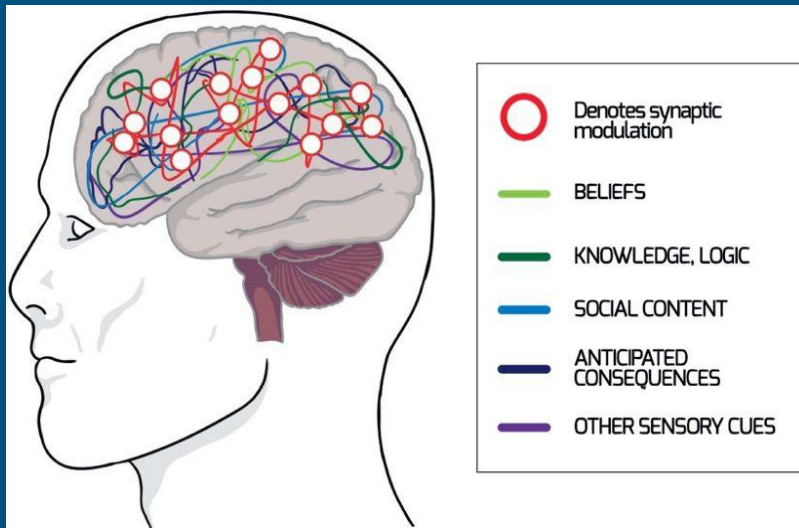 Denotes synaptic
modulation
BELIEFS
KNOWLEDGE, LOGIC
SOCIAL CONTENT
ANTICIPATED
CONSEQUENCES
OTHER SENSORY CUES